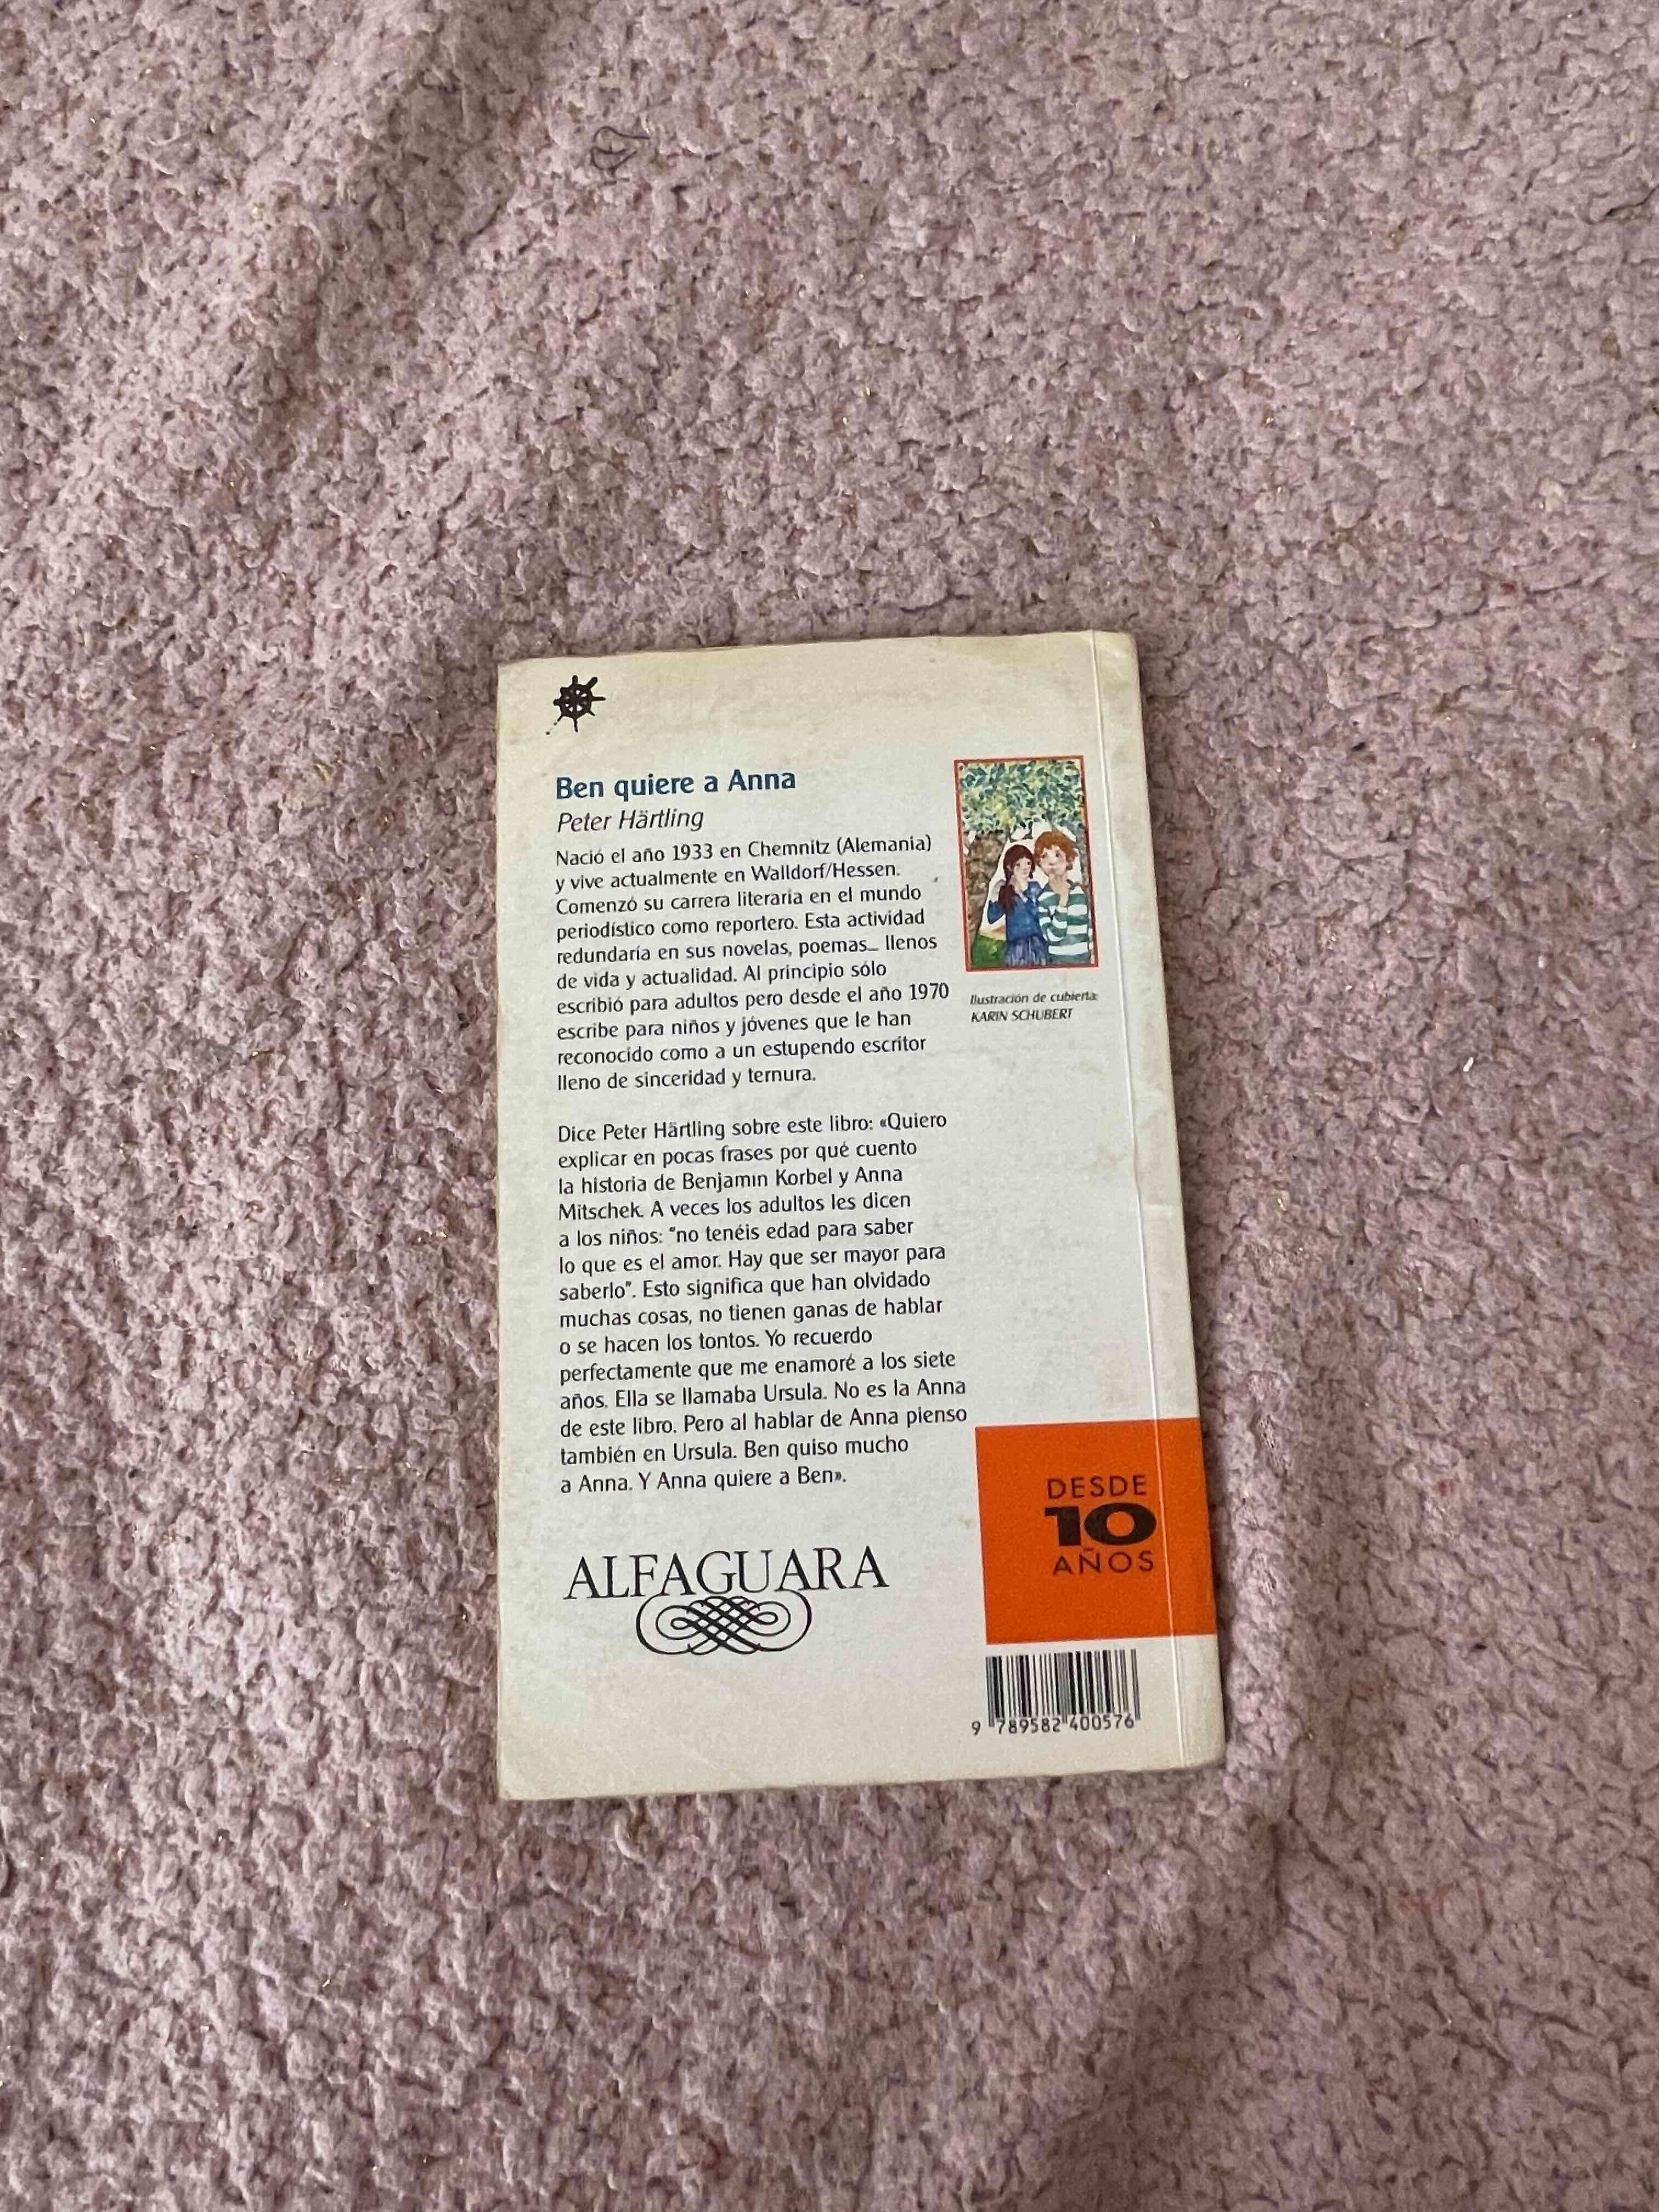 Ben quiere a Anna
Peter Härtling
Nació el año 1933 en Chemnitz (Alemania)
y vive actualmente en Walldorf/Hessen.
Comenzó su carrera literaria en el mundo
periodístico como reportero. Esta actividad
redundaría en sus novelas, poemas... llenos
de vida y actualidad. Al principio sólo
escribió para adultos pero desde el año 1970
escribe para niños y jóvenes que le han
reconocido como a un estupendo escritor
lleno de sinceridad y ternura.
Ilustración de cubierta:
KARIN SCHUBERT
Dice Peter Härtling sobre este libro: «Quiero
explicar en pocas frases por qué cuento
la historia de Benjamin Korbel y Anna
Mitschek. A veces los adultos les dicen
a los niños: "no tenéis edad para saber
lo que es el amor. Hay que ser mayor para
saberlo". Esto significa que han olvidado
muchas cosas, no tienen ganas de hablar
o se hacen los tontos. Yo recuerdo
perfectamente que me enamoré a los siete
años. Ella se llamaba Ursula. No es la Anna
de este libro. Pero al hablar de Anna pienso
también en Ursula. Ben quiso mucho
a Anna. Y Anna quiere a Ben».
DESDE
10
AÑOS
ALFAGUARA
9 789582 400576